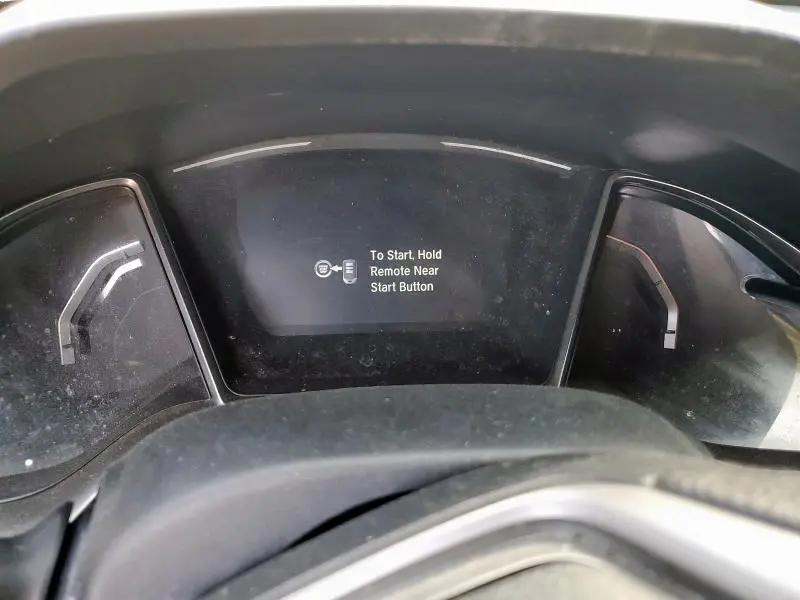 To Start, Hold
Remote Near
Start Button